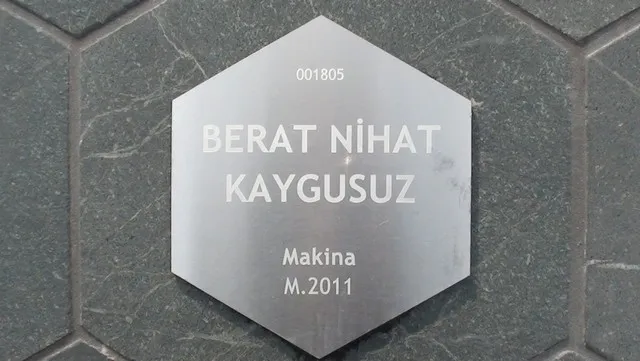 001805
BERAT NİHAT
KAYGUSUZ
Makina
M.2011